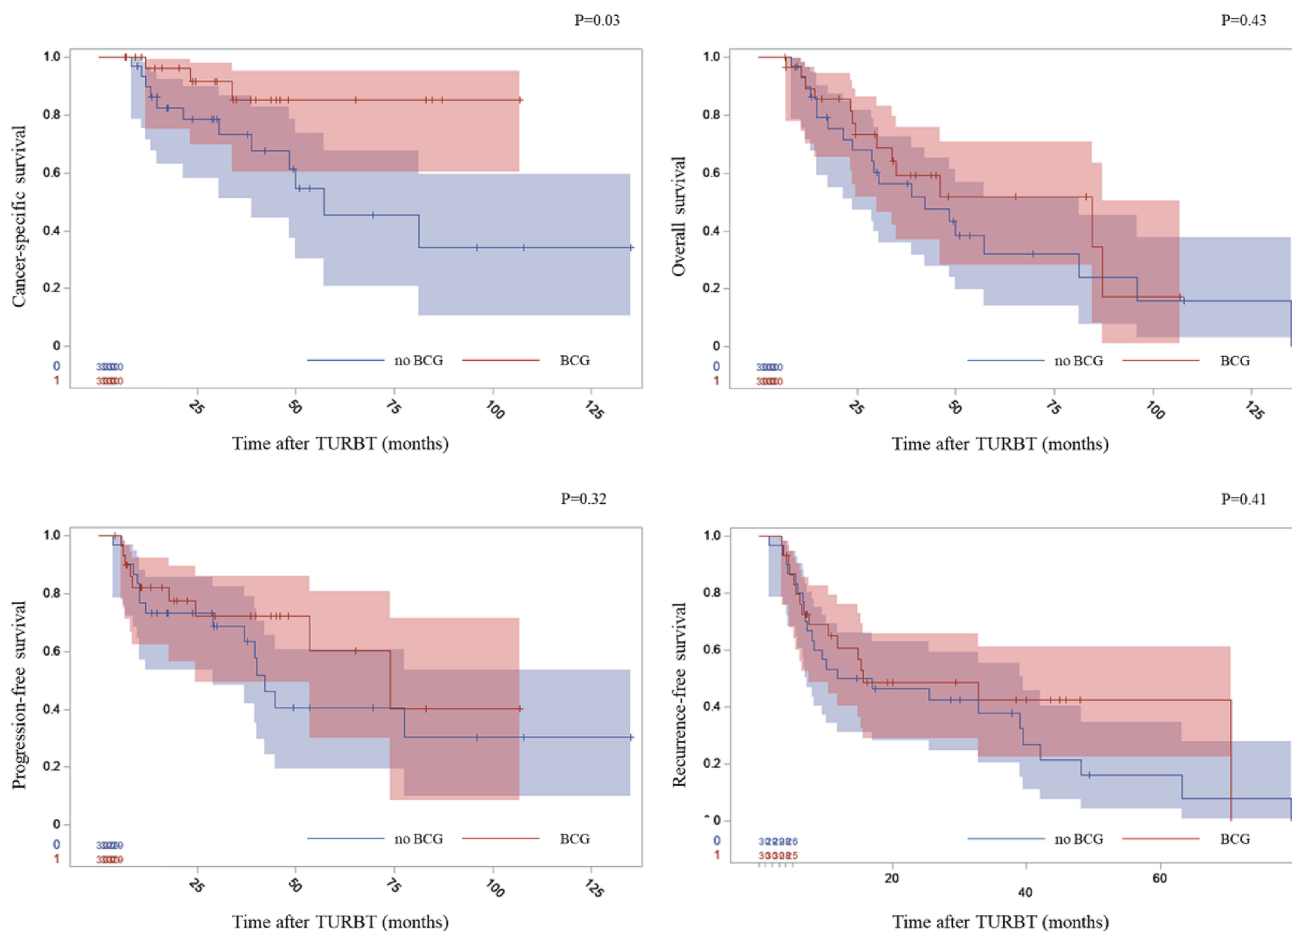 P=0.03
P=0.43
Cancer-specific survival
1.0
0.8
0.6
0.4
0.2
0
no BCG
BCG
0
1
25
50
75
100
125
Time after TURBT (months)
Overall survival
1.0
0.8
0.6
0.4
0.2
0
no BCG
BCG
0
1
25
50
75
100
125
Time after TURBT (months)
P=0.32
P=0.41
Progression-free survival
1.0
0.8
0.6
0.4
0.2
0
no BCG
BCG
0
1
25
50
75
100
125
Time after TURBT (months)
Recurrence-free survival
1.0
0.8
0.6
0.4
0.2
0
no BCG
BCG
0
1
20
40
60
Time after TURBT (months)